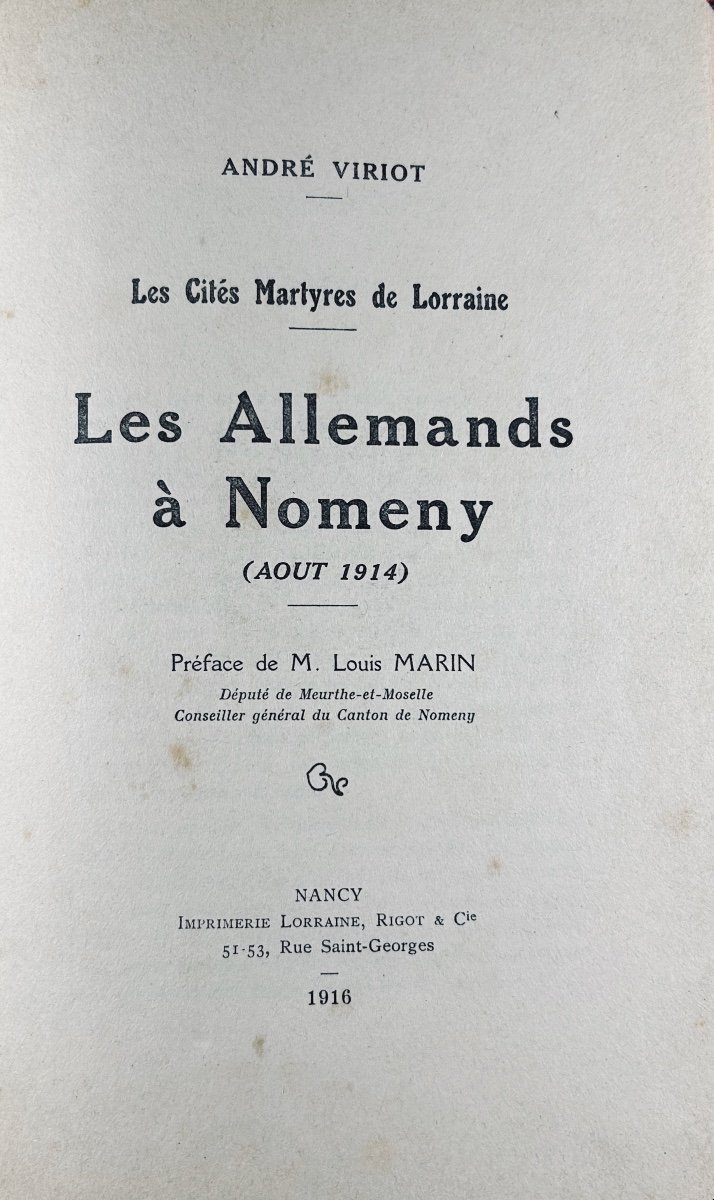 ANDRÉ VIRIOT
Les Cités Martyres de Lorraine
Les Allemands
à Nomeny
(AOUT 1914)
Préface de M. Louis MARIN
Député de Meurthe-et-Moselle
Conseiller général du Canton de Nomeny
NANCY
IMPRIMERIE LORRAINE, RIGOT & Cie
51-53, Rue Saint-Georges
1916